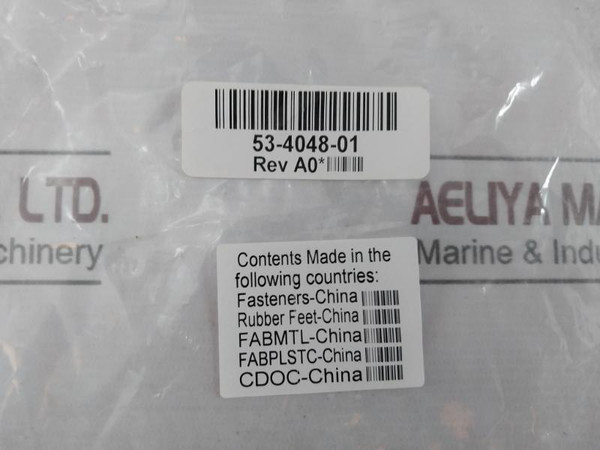 53-4048-01
Rev A0*
LTD.
AELIYA MA
chinery
Marine & Indu
Contents Made in the
following countries:
Fasteners-China
Rubber Feet-China
FABMTL-China
FABPLSTC-China
CDOC-China